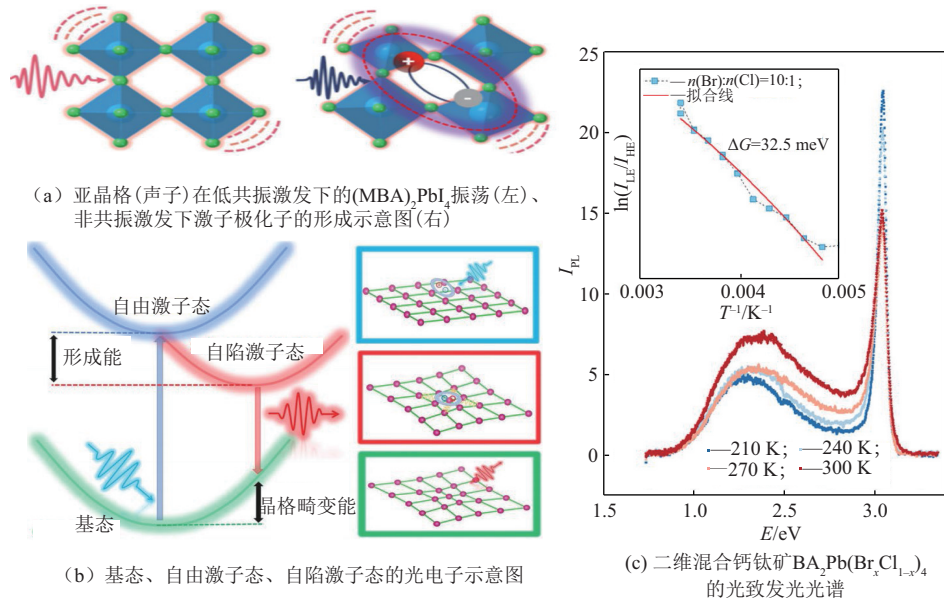 (a) 亚晶格(声子)在低共振激发下的(MBA)₂PbI₄振荡(左)、
非共振激发下激子极化子的形成示意图(右)
自由激子态
形成能
自陷激子态
晶格畸变能
基态
(b) 基态、自由激子态、自陷激子态的光电子示意图
25
20
15
10
5
0
I_PL
n(Br):n(Cl)=10:1;
拟合线
ΔG=32.5 meV
ln(I_LE/I_HE)
0.003 0.004 0.005
T⁻¹/K⁻¹
210 K; 240 K;
270 K; 300 K
1.5 1.0 2.5 3.0
E/eV
(c) 二维混合钙钛矿BA₂Pb(BrₓCl₁₋ₓ)₄
的光致发光光谱